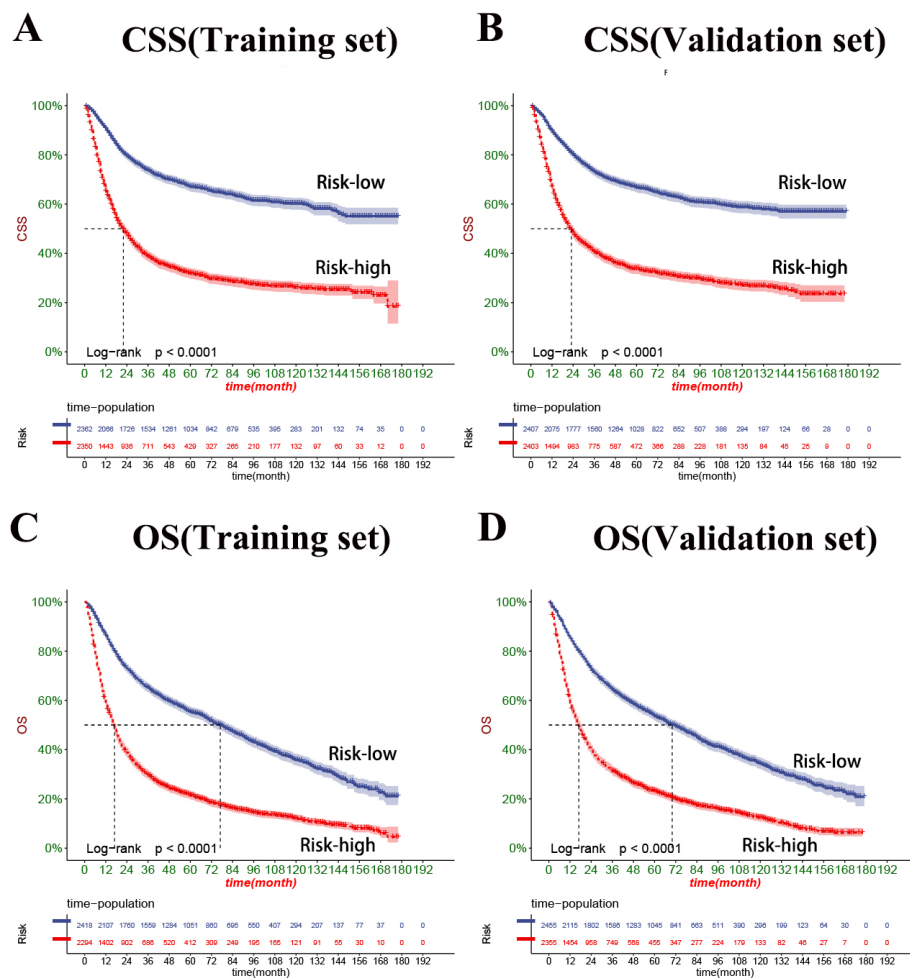 A CSS(Training set)
100%
80%
60%
40%
20%
0%
CSS
Risk-low
Risk-high
Log-rank p < 0.0001
0 12 24 36 48 60 72 84 96 108 120 132 144 156 168 180 192
time(month)
time-population
Risk
2362 2066 1726 1534 1261 1034 842 679 535 395 283 201 132 74 35 0 0
2350 1443 936 711 543 429 327 265 210 177 132 97 60 33 12 0 0
0 12 24 36 48 60 72 84 96 108 120 132 144 156 168 180 192
time(month)
B CSS(Validation set)
F
100%
80%
60%
40%
20%
0%
CSS
Risk-low
Risk-high
Log-rank p < 0.0001
0 12 24 36 48 60 72 84 96 108 120 132 144 156 168 180 192
time(month)
time-population
Risk
2407 2075 1777 1560 1264 1028 822 652 507 388 294 197 124 66 28 0 0
2403 1494 983 775 587 472 366 288 228 181 135 84 45 25 9 0 0
0 12 24 36 48 60 72 84 96 108 120 132 144 156 168 180 192
time(month)
C OS(Training set)
100%
80%
60%
40%
20%
0%
OS
Risk-low
Risk-high
Log-rank p < 0.0001
0 12 24 36 48 60 72 84 96 108 120 132 144 156 168 180 192
time(month)
time-population
Risk
2418 2107 1760 1559 1284 1051 860 695 550 407 294 207 137 77 37 0 0
2294 1402 902 686 520 412 309 249 195 165 121 91 55 30 10 0 0
0 12 24 36 48 60 72 84 96 108 120 132 144 156 168 180 192
time(month)
D OS(Validation set)
100%
80%
60%
40%
20%
0%
OS
Risk-low
Risk-high
Log-rank p < 0.0001
0 12 24 36 48 60 72 84 96 108 120 132 144 156 168 180 192
time(month)
time-population
Risk
2455 2115 1802 1586 1283 1045 841 663 511 390 296 199 123 64 30 0 0
2355 1454 958 749 568 455 347 277 224 179 133 82 46 27 7 0 0
0 12 24 36 48 60 72 84 96 108 120 132 144 156 168 180 192
time(month)